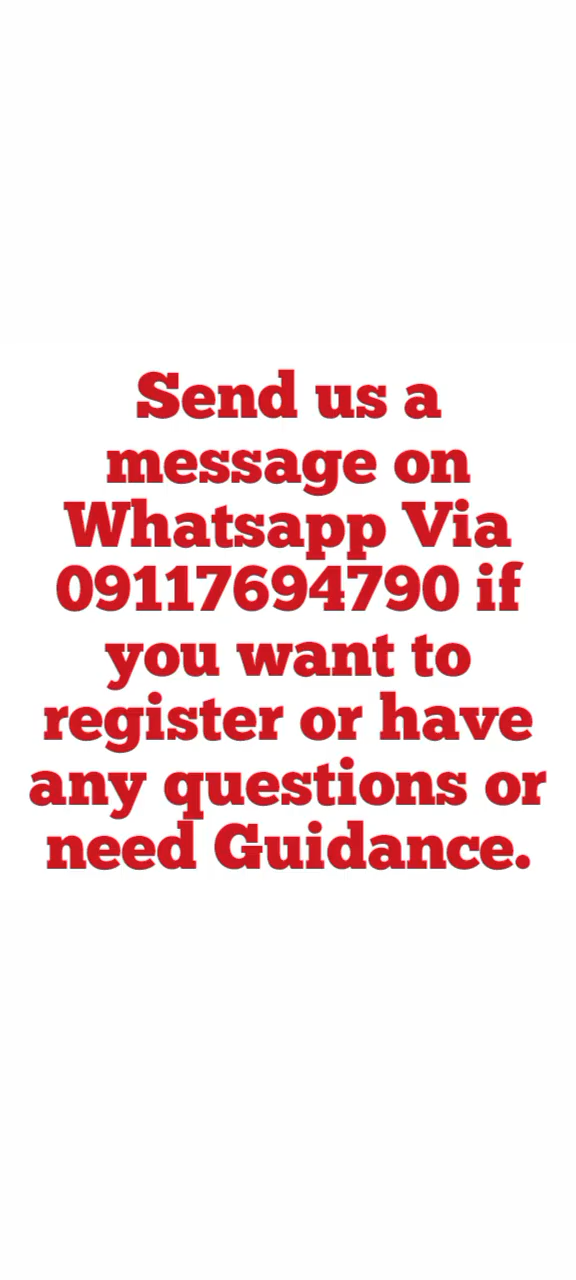 Send us a
message on
Whatsapp Via
09117694790 if
you want to
register or have
any questions or
need Guidance.